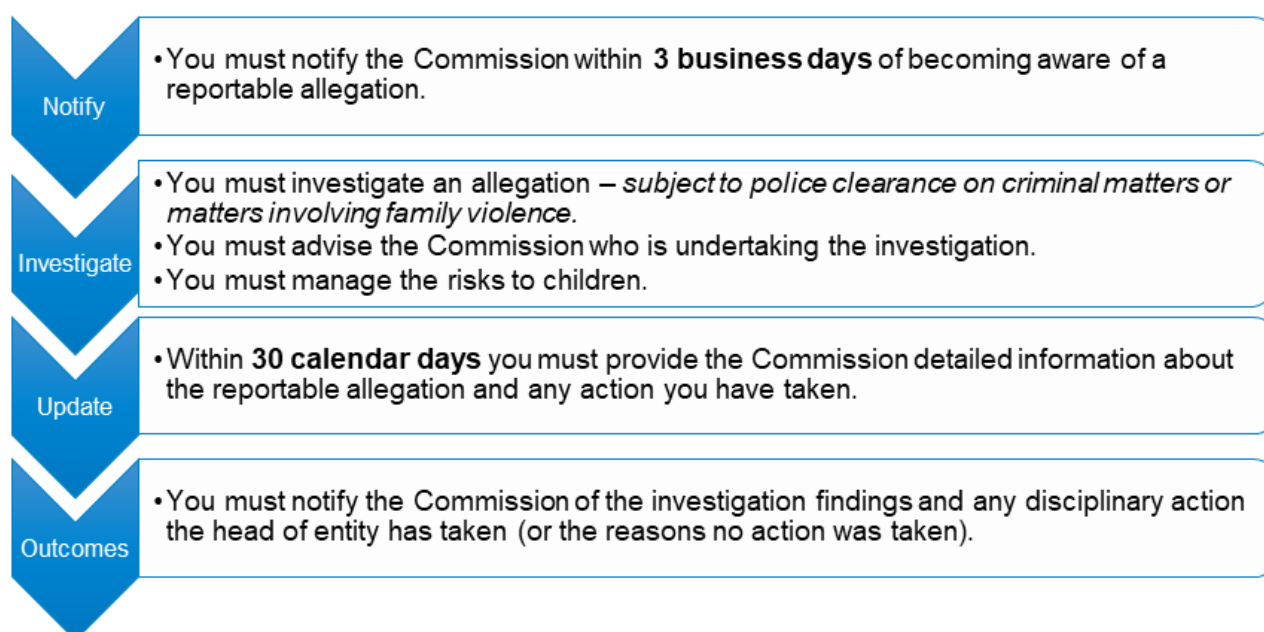 Notify
•You must notify the Commission within 3 business days of becoming aware of a
reportable allegation.
Investigate
•You must investigate an allegation – subject to police clearance on criminal matters or
matters involving family violence.
•You must advise the Commission who is undertaking the investigation.
•You must manage the risks to children.
Update
•Within 30 calendar days you must provide the Commission detailed information about
the reportable allegation and any action you have taken.
Outcomes
•You must notify the Commission of the investigation findings and any disciplinary action
the head of entity has taken (or the reasons no action was taken).